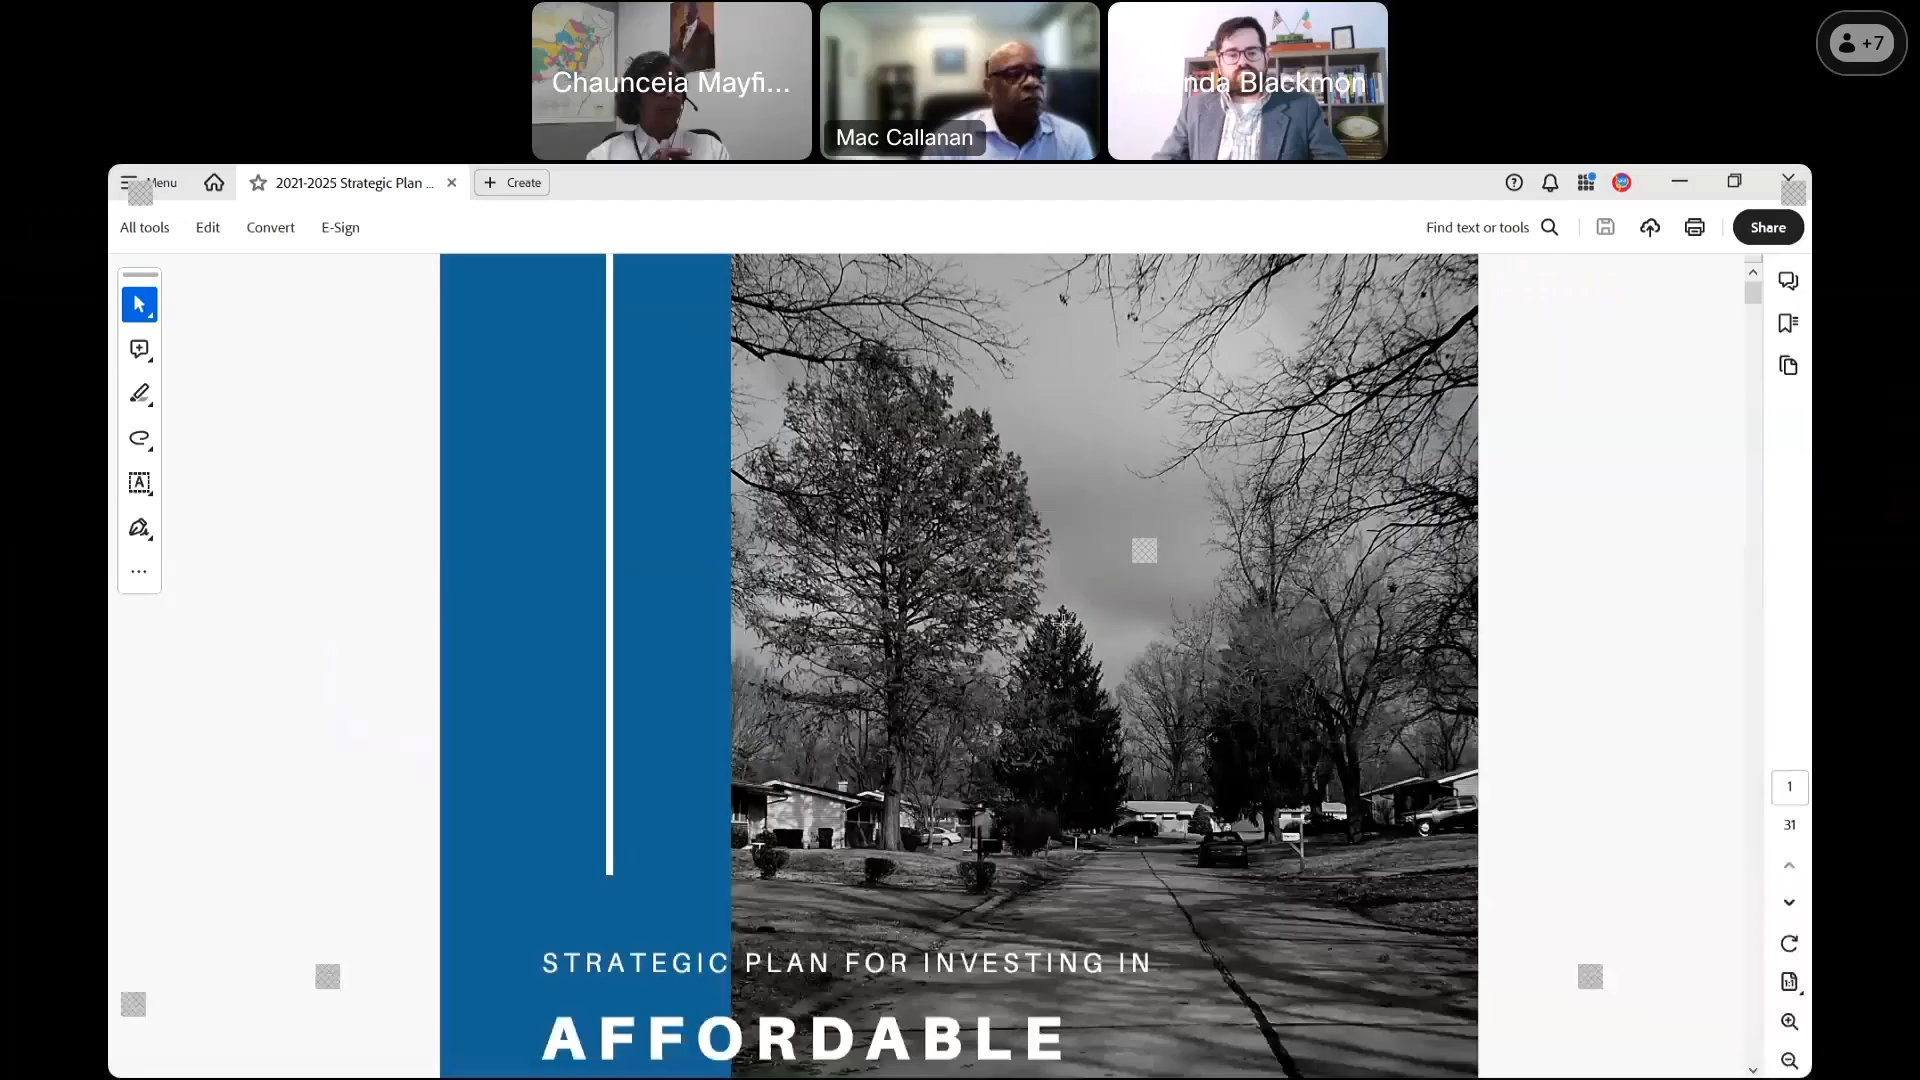 Chaunceia Mayfi...
Mac Callanan
nda Blackmon
+7
Menu
2021-2025 Strategic Plan ...
Create
All tools
Edit
Convert
E-Sign
Find text or tools
Share
1
31
STRATEGIC PLAN FOR INVESTING IN
AFFORDABLE